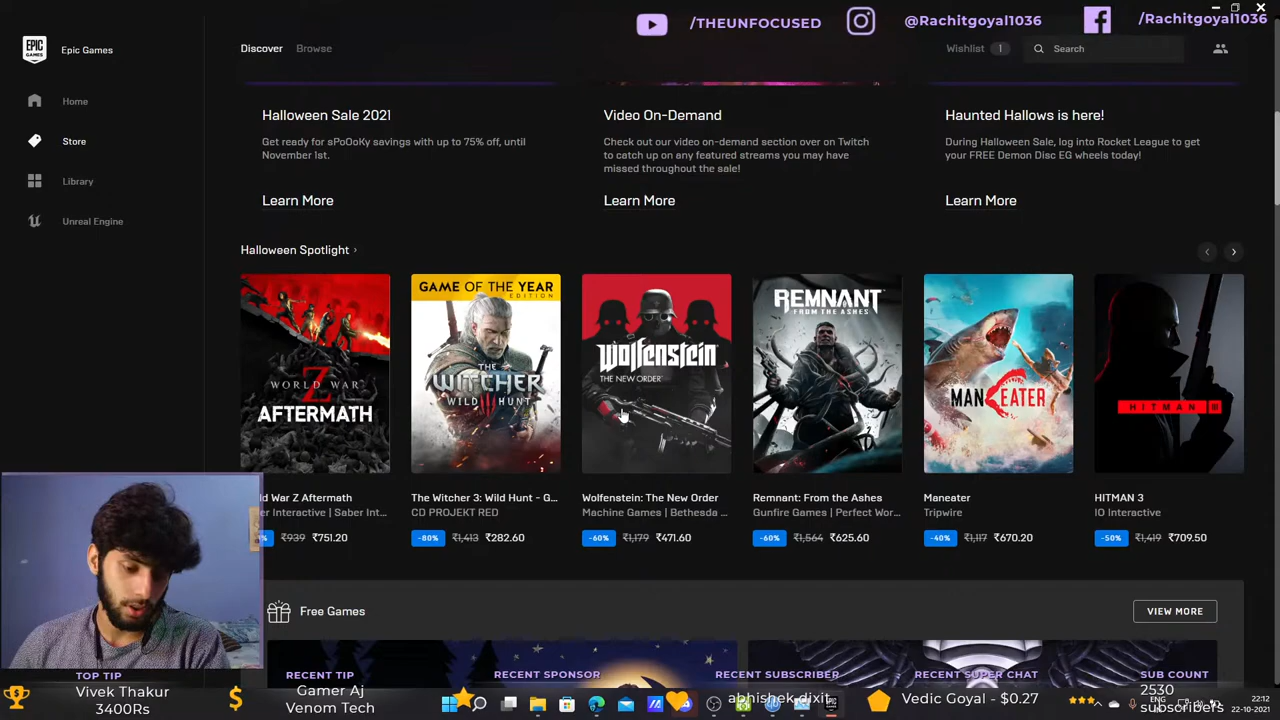 /THEUNFOCUSED
@Rachitgoyal1036
/Rachitgoyal1036
EPIC GAMES
Epic Games
Discover
Browse
Wishlist 1
Search
Home
Store
Library
Unreal Engine
Halloween Sale 2021
Get ready for sPoOoKy savings with up to 75% off, until
November 1st.
Learn More
Video On-Demand
Check out our video on-demand section over on Twitch
to catch up on any featured streams you may have
missed throughout the sale!
Learn More
Haunted Hallows is here!
During Halloween Sale, log into Rocket League to get
your FREE Demon Disc EG wheels today!
Learn More
Halloween Spotlight
WORLD WAR Z
AFTERMATH
GAME OF THE YEAR
EDITION
THE
WITCHER
WILD HUNT
Wolfenstein
THE NEW ORDER
REMNANT
FROM THE ASHES
MANEATER
HITMAN III
ld War Z Aftermath
er Interactive | Saber Int...
% ₹939 ₹751.20
The Witcher 3: Wild Hunt - G...
CD PROJEKT RED
-80% ₹1,413 ₹282.60
Wolfenstein: The New Order
Machine Games | Bethesda ...
-60% ₹1,179 ₹471.60
Remnant: From the Ashes
Gunfire Games | Perfect Wor...
-60% ₹1,564 ₹625.60
Maneater
Tripwire
-40% ₹1,117 ₹670.20
HITMAN 3
IO Interactive
-50% ₹1,419 ₹709.50
Free Games
VIEW MORE
TOP TIP
Vivek Thakur
3400Rs
RECENT TIP
Gamer Aj
Venom Tech
RECENT SPONSOR
RECENT SUBSCRIBER
abhishek dixit
RECENT SUPER CHAT
Vedic Goyal - $0.27
SUB COUNT
2530
subscribers
22:12
22-10-2021